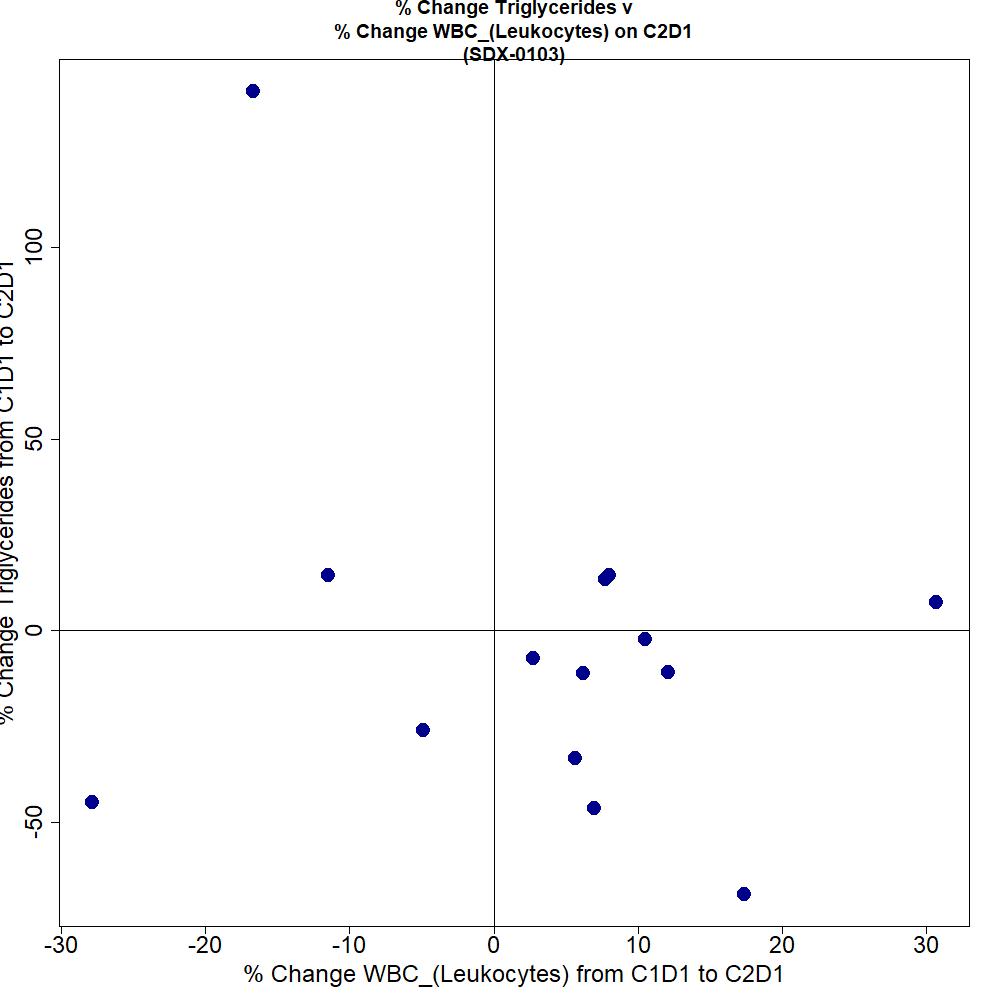 % Change Triglycerides v
% Change WBC_(Leukocytes) on C2D1
(SDX-0103)
% Change Triglycerides from C1D1 to C2D1
100
50
0
-50
-30 -20 -10 0 10 20 30
% Change WBC_(Leukocytes) from C1D1 to C2D1